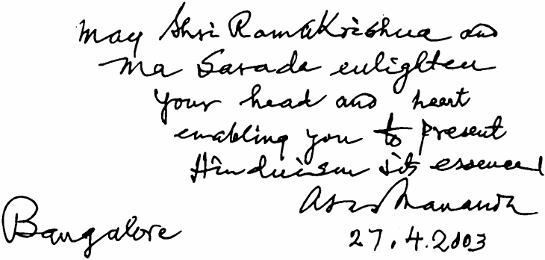 May Shri RamaKrishna and
Ma Sarada enlighten
your head and heart
enabling you to present
Hinduism its essence
Bangalore
27.4.2003